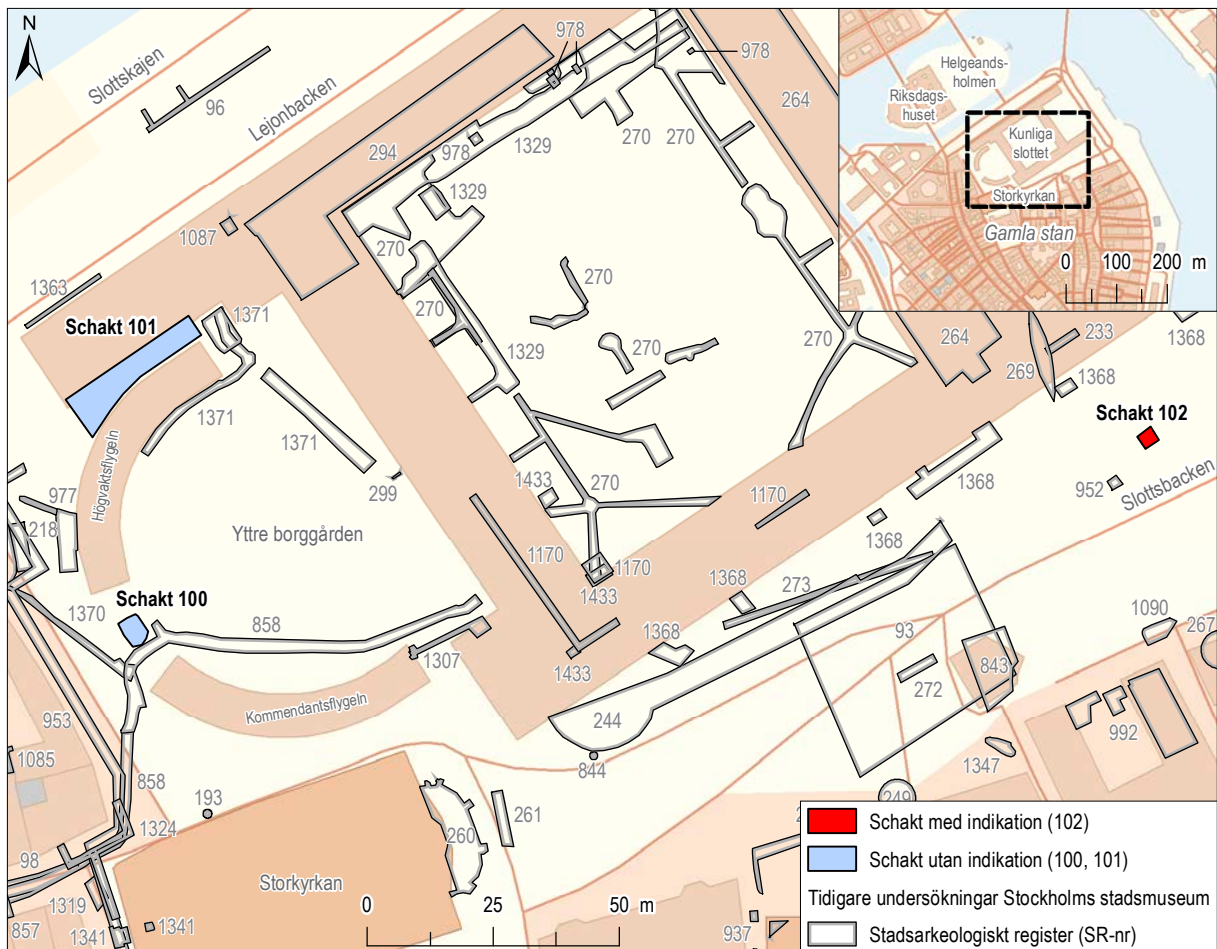 N
Slottskajen
96
Lejonbacken
978
978
264
294
978
1329
270
270
1329
1087
270
1363
Schakt 101
1371
270
270
1329
270
270
264
269
233
1368
1368
Schakt 102
1371
1371
299
977
218
Högvaktsflygeln
Yttre borggården
1433
270
1170
1368
952
Slottsbacken
1170
1170
1433
1368
1368
273
1370
Schakt 100
858
1307
1433
1368
93
1090
267
843
272
244
Kommendantsflygeln
953
1085
858
844
992
1347
193
1324
260
261
249
98
Storkyrkan
1319
1341
1341
857
937
0 25 50 m
Helgeands-
holmen
Riksdags-
huset
Kunliga
slottet
Storkyrkan
Gamla stan
0 100 200 m
Schakt med indikation (102)
Schakt utan indikation (100, 101)
Tidigare undersökningar Stockholms stadsmuseum
Stadsarkeologiskt register (SR-nr)